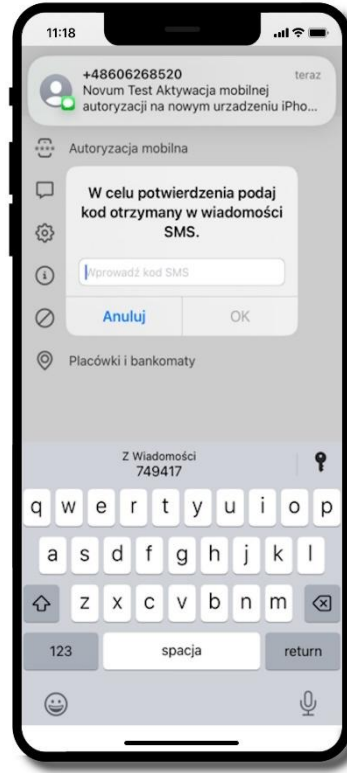 11:18
+48606268520 teraz
Novum Test Aktywacja mobilnej
autoryzacji na nowym urzadzeniu iPho...
Autoryzacja mobilna
W celu potwierdzenia podaj
kod otrzymany w wiadomości
SMS.
Wprowadź kod SMS
Anuluj OK
Placówki i bankomaty
Z Wiadomości
749417
q w e r t y u i o p
a s d f g h j k l
z x c v b n m
123 spacja return